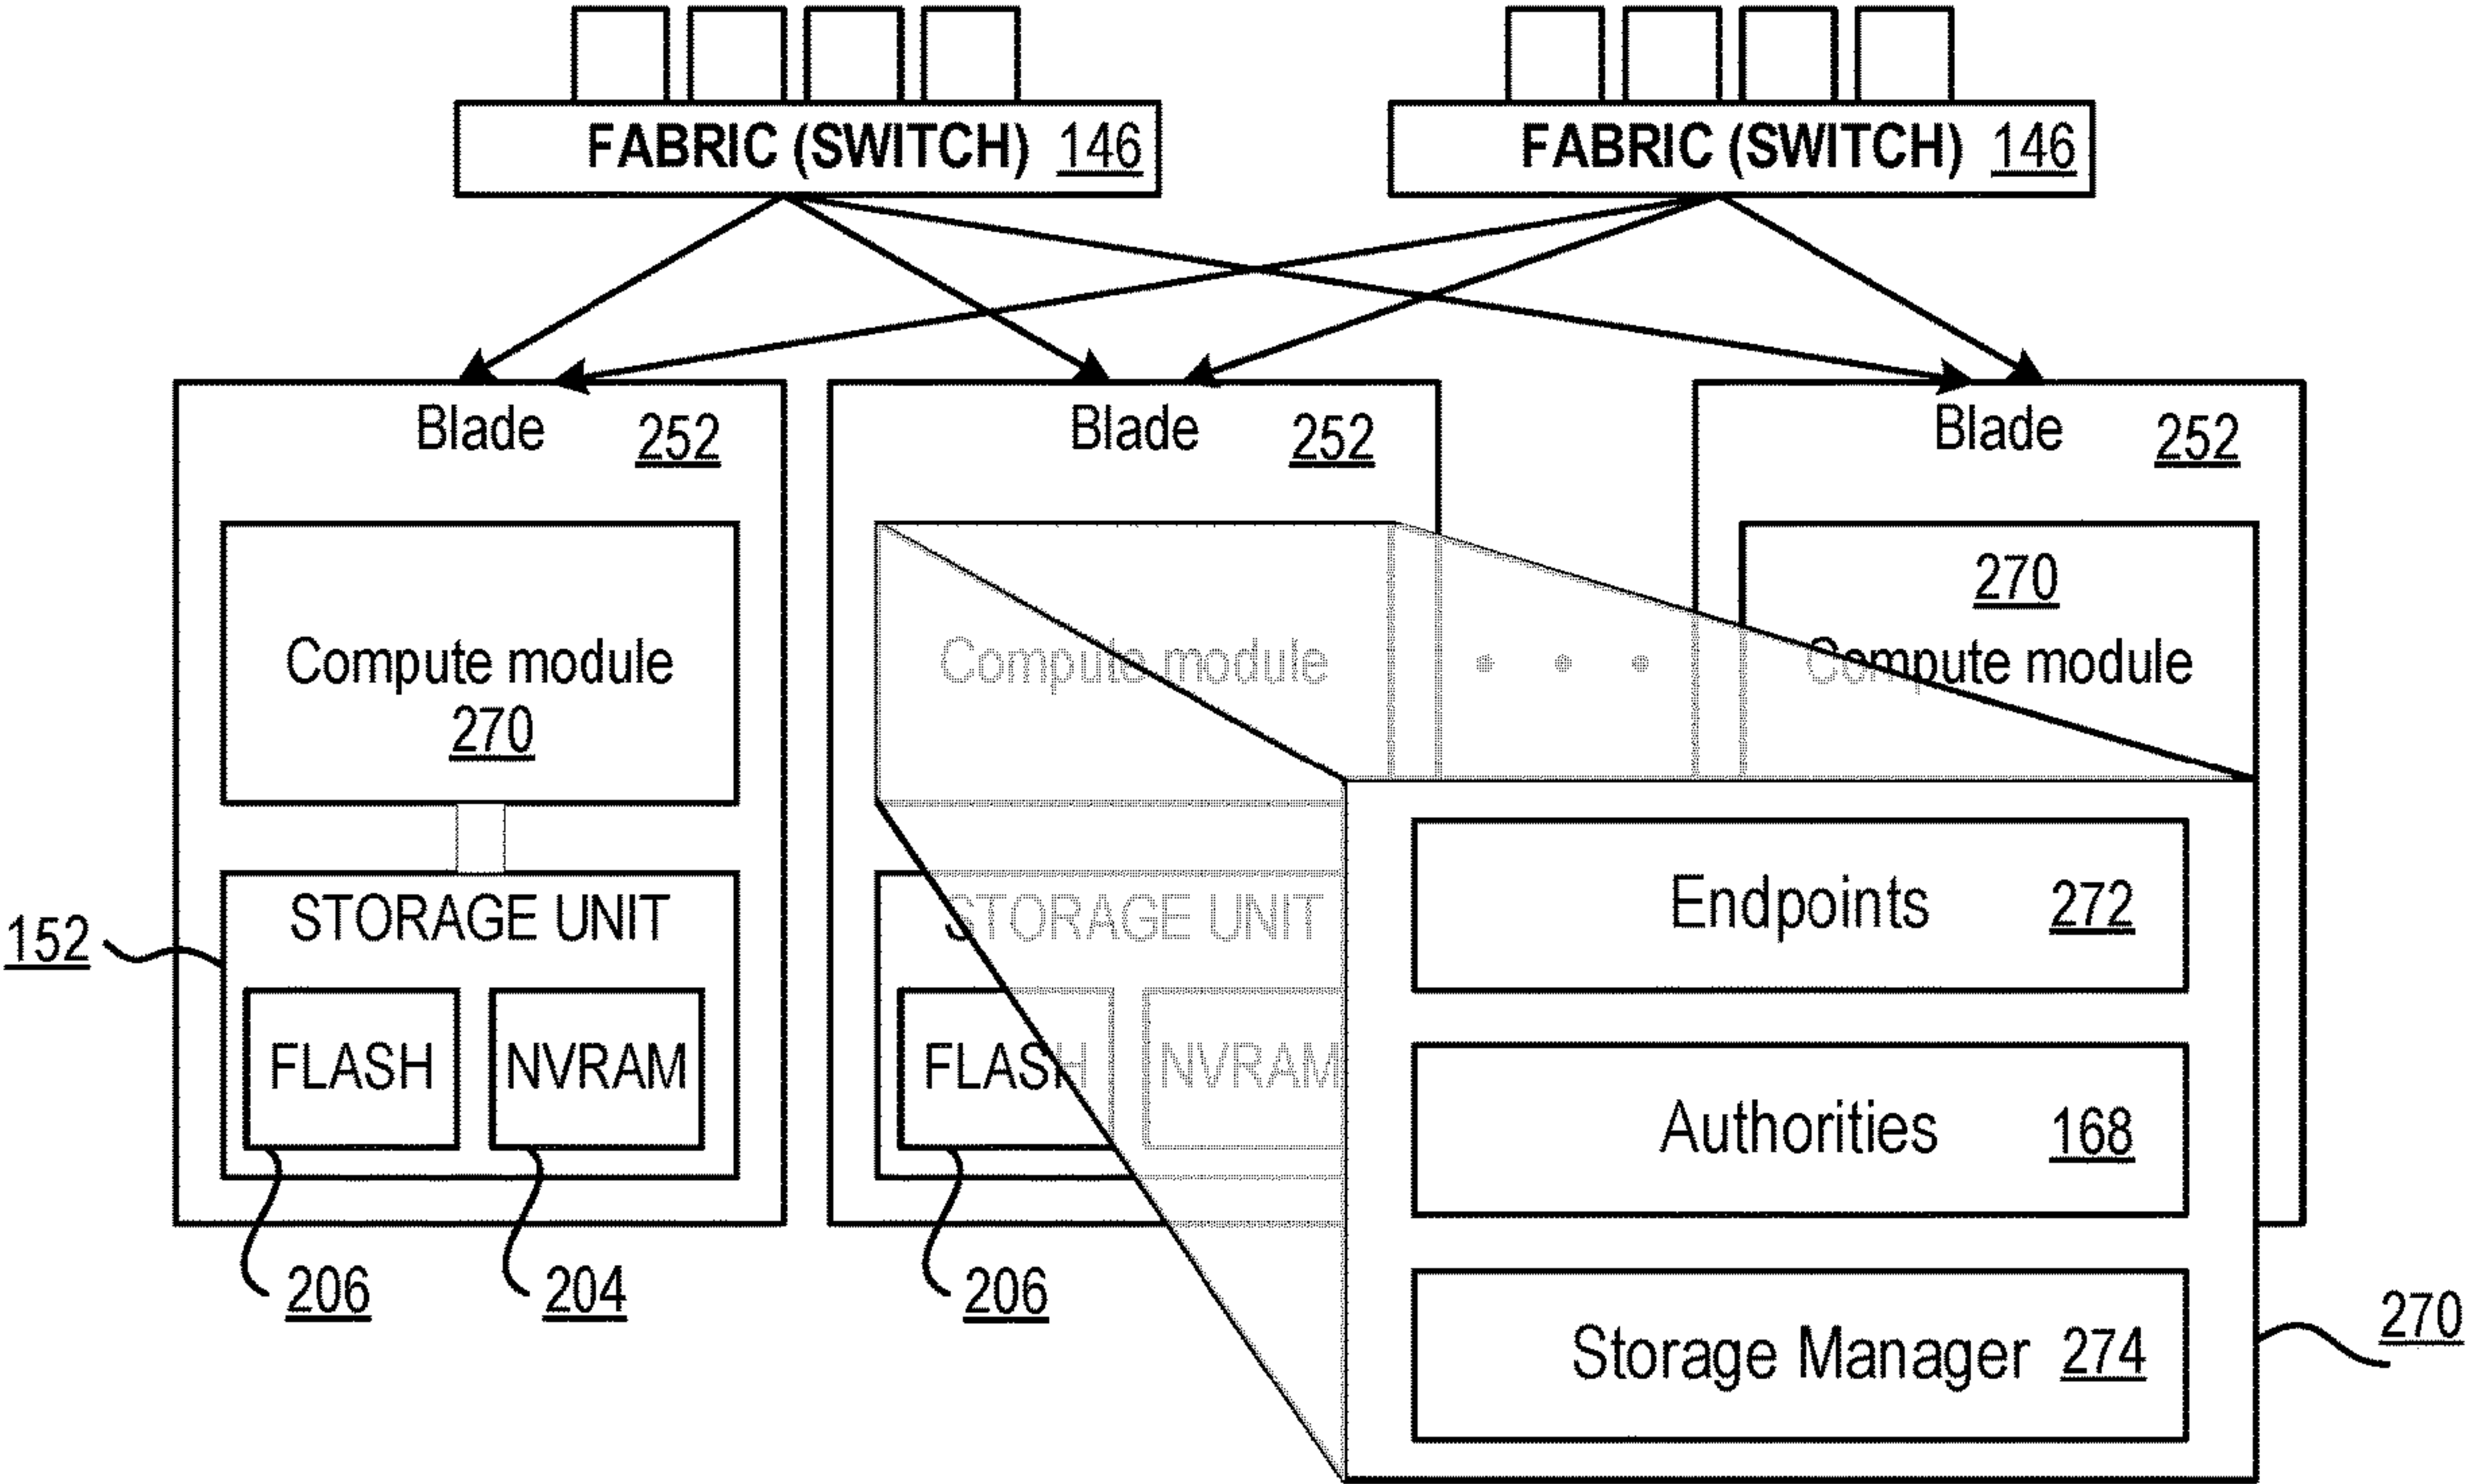 FABRIC (SWITCH) 146
FABRIC (SWITCH) 146
Blade 252
Blade 252
Blade 252
Compute module
270
Compute module
• • •
270
Compute module
STORAGE UNIT
152
FLASH
NVRAM
206
204
STORAGE UNIT
FLASH
NVRAM
206
Endpoints 272
Authorities 168
Storage Manager 274
270